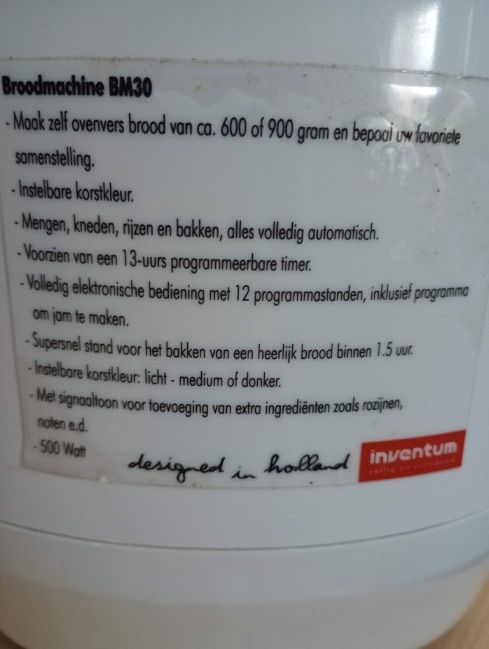 Broodmachine BM30
- Maak zelf ovenvers brood van ca. 600 of 900 gram en bepaal uw favoriete
samenstelling.
- Instelbare korstkleur.
- Mengen, kneden, rijzen en bakken, alles volledig automatisch.
- Voorzien van een 13-uurs programmeerbare timer.
- Volledig elektronische bediening met 12 programmastanden, inklusief programma
om jam te maken.
- Supersnel stand voor het bakken van een heerlijk brood binnen 1.5 uur.
- Instelbare korstkleur: licht - medium of donker.
- Met signaaltoon voor toevoeging van extra ingrediënten zoals rozijnen,
noten e.d.
- 500 Watt
designed in holland
inventum